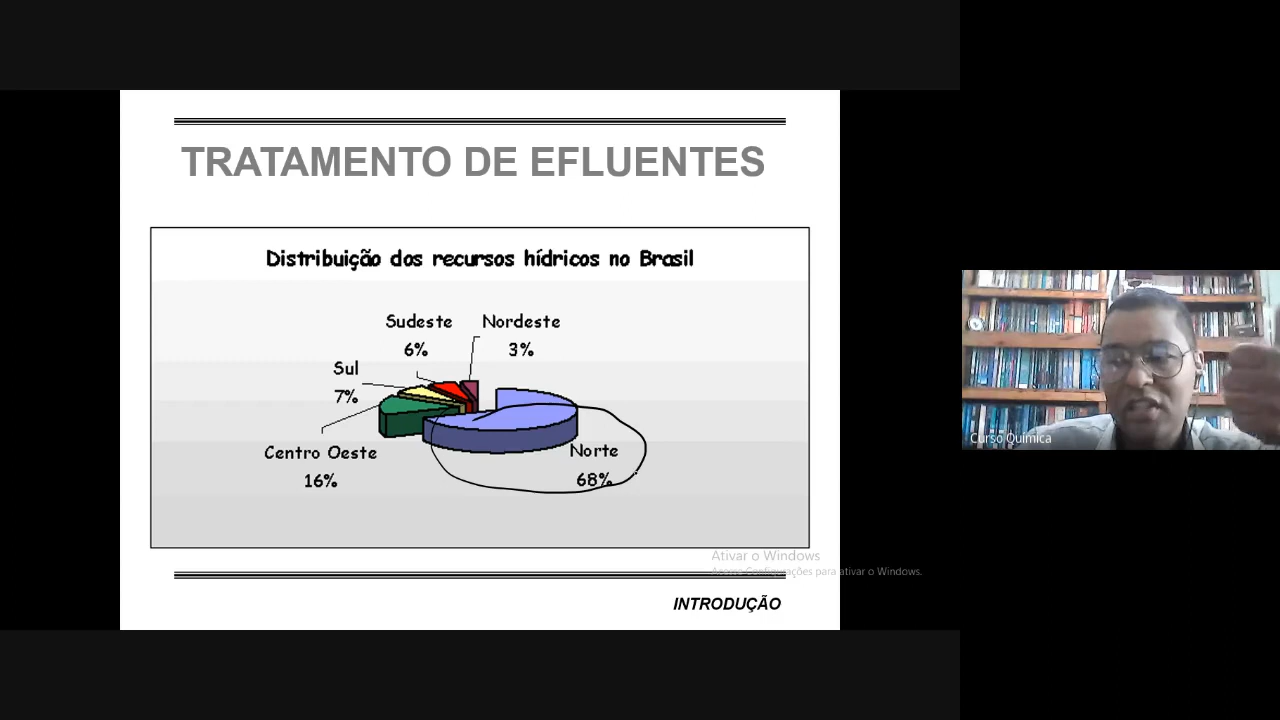 TRATAMENTO DE EFLUENTES
Distribuição dos recursos hídricos no Brasil
Sudeste
6%
Nordeste
3%
Sul
7%
Centro Oeste
16%
Norte
68%
Curso Química
Ativar o Windows
Acesse Configurações para ativar o Windows.
INTRODUÇÃO